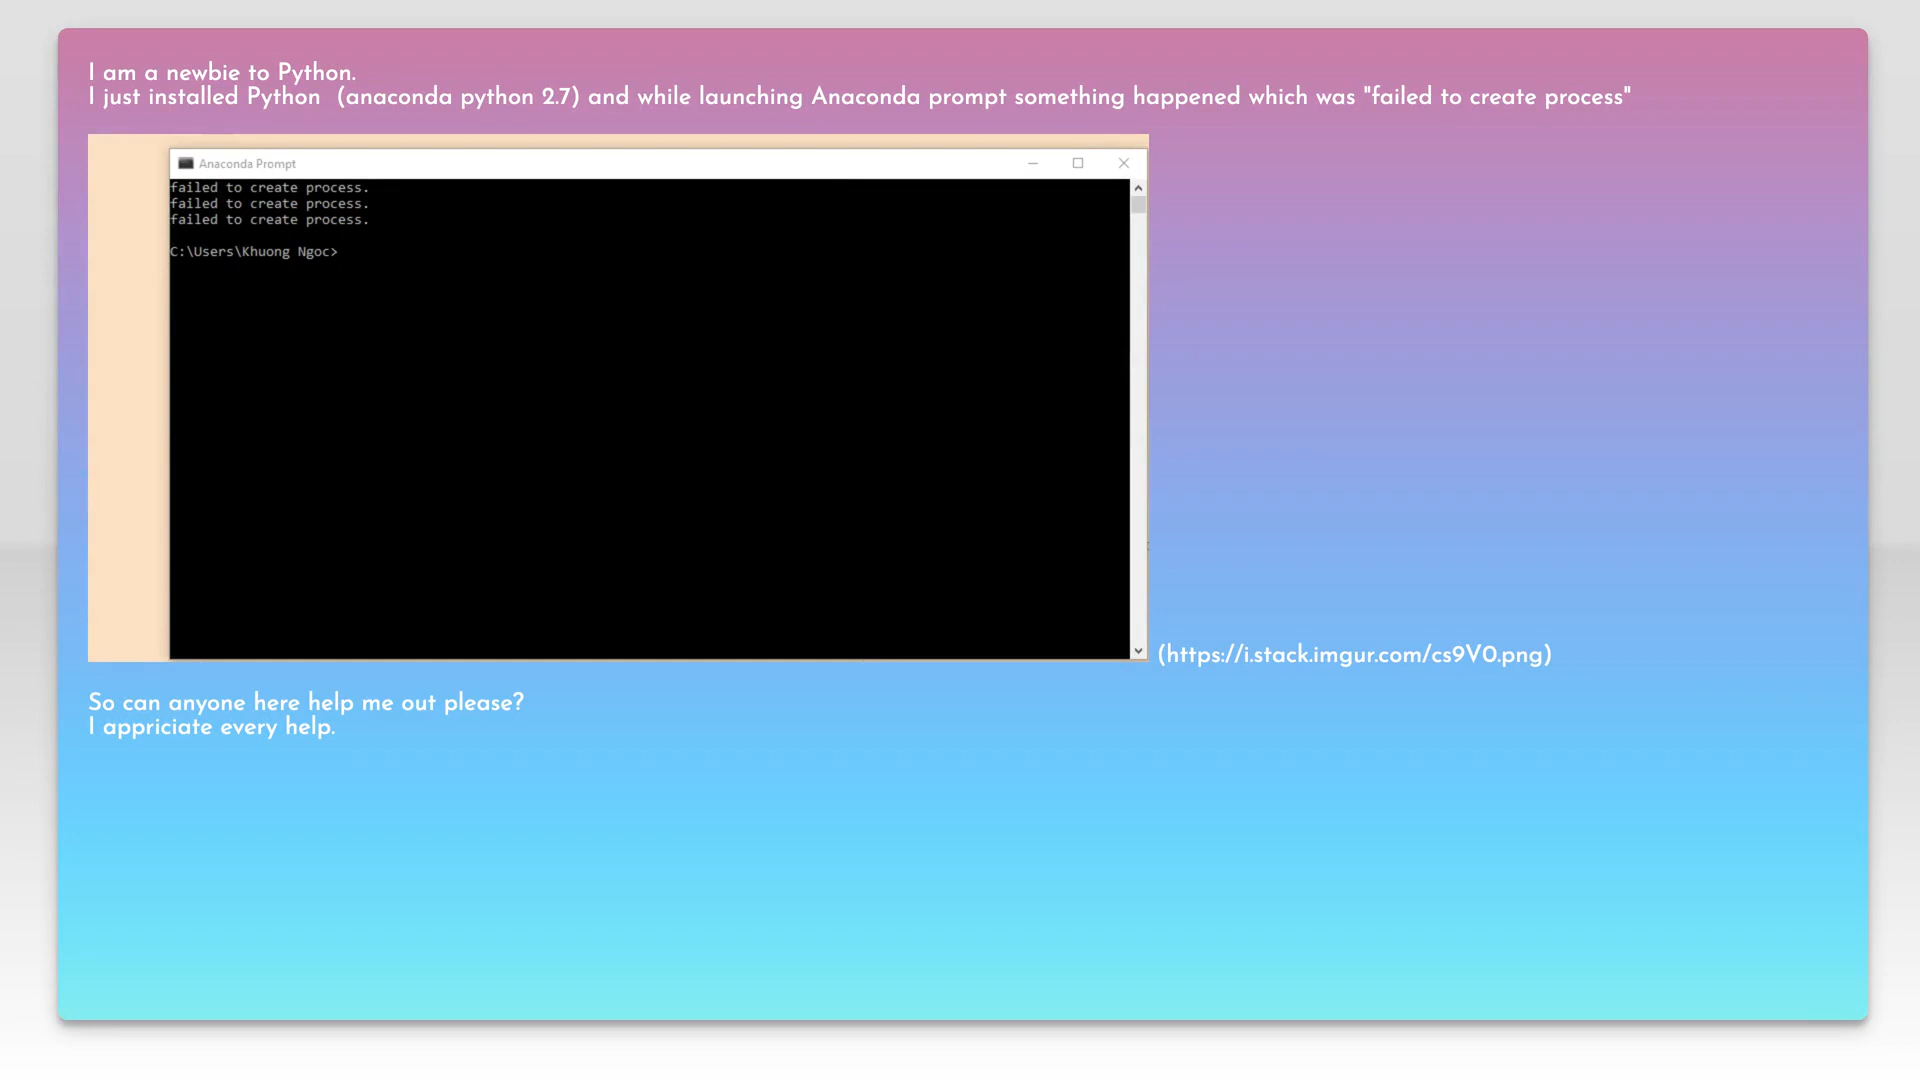 I am a newbie to Python.
I just installed Python  (anaconda python 2.7) and while launching Anaconda prompt something happened which was "failed to create process"
Anaconda Prompt
failed to create process.
failed to create process.
failed to create process.
C:\Users\Khuong Ngoc>
(https://i.stack.imgur.com/cs9V0.png)
So can anyone here help me out please?
I appriciate every help.